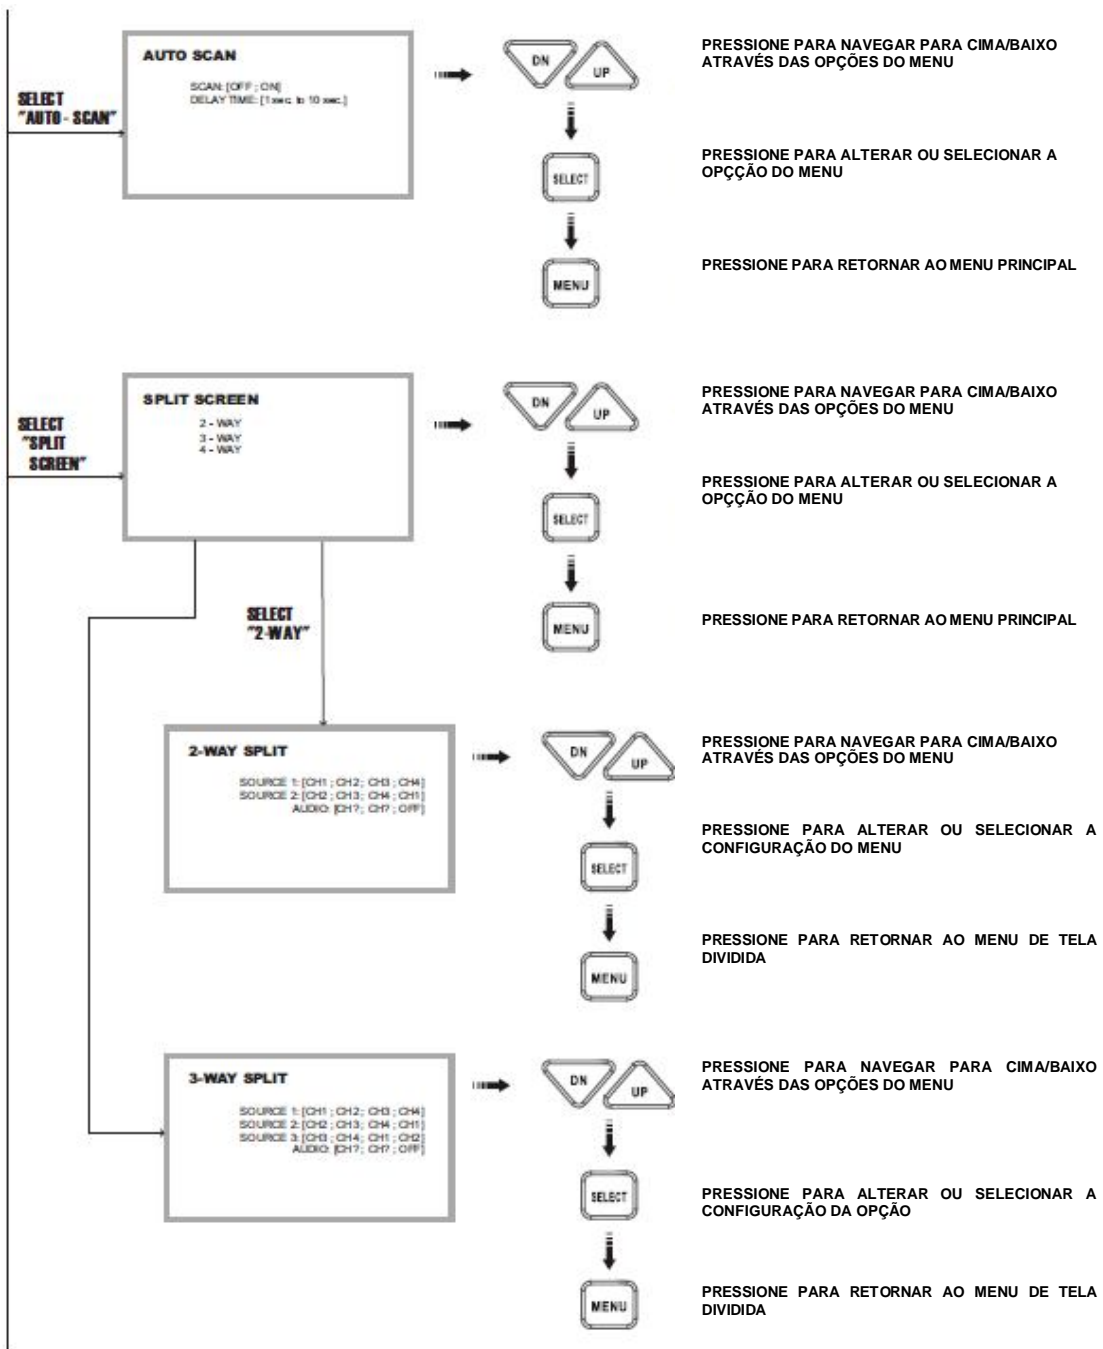 SELECT
"AUTO - SCAN"
AUTO SCAN
SCAN: [OFF ; ON]
DELAY TIME: [1 sec. to 10 sec.]
DN
UP
SELECT
MENU
PRESSIONE PARA NAVEGAR PARA CIMA/BAIXO
ATRAVÉS DAS OPÇÕES DO MENU
PRESSIONE PARA ALTERAR OU SELECIONAR A
OPÇÇÃO DO MENU
PRESSIONE PARA RETORNAR AO MENU PRINCIPAL
SELECT
"SPLIT
SCREEN"
SPLIT SCREEN
2 - WAY
3 - WAY
4 - WAY
DN
UP
SELECT
MENU
PRESSIONE PARA NAVEGAR PARA CIMA/BAIXO
ATRAVÉS DAS OPÇÕES DO MENU
PRESSIONE PARA ALTERAR OU SELECIONAR A
OPÇÇÃO DO MENU
PRESSIONE PARA RETORNAR AO MENU PRINCIPAL
SELECT
"2-WAY"
2-WAY SPLIT
SOURCE 1: [CH1 ; CH2 ; CH3 ; CH4]
SOURCE 2: [CH2 ; CH3 ; CH4 ; CH1]
AUDIO: [CH? ; CH? ; OFF]
DN
UP
SELECT
MENU
PRESSIONE PARA NAVEGAR PARA CIMA/BAIXO
ATRAVÉS DAS OPÇÕES DO MENU
PRESSIONE PARA ALTERAR OU SELECIONAR A
CONFIGURAÇÃO DO MENU
PRESSIONE PARA RETORNAR AO MENU DE TELA
DIVIDIDA
3-WAY SPLIT
SOURCE 1: [CH1 ; CH2 ; CH3 ; CH4]
SOURCE 2: [CH2 ; CH3 ; CH4 ; CH1]
SOURCE 3: [CH3 ; CH4 ; CH1 ; CH2]
AUDIO: [CH? ; CH? ; OFF]
DN
UP
SELECT
MENU
PRESSIONE PARA NAVEGAR PARA CIMA/BAIXO
ATRAVÉS DAS OPÇÕES DO MENU
PRESSIONE PARA ALTERAR OU SELECIONAR A
CONFIGURAÇÃO DA OPÇÃO
PRESSIONE PARA RETORNAR AO MENU DE TELA
DIVIDIDA